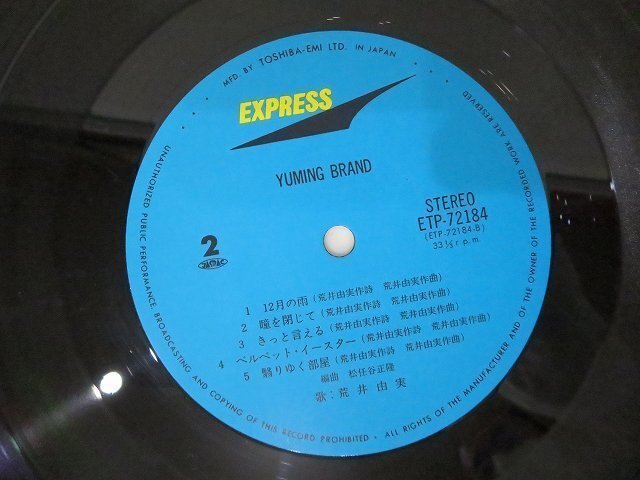 MFD. BY TOSHIBA-EMI LTD. IN JAPAN
EXPRESS
YUMING BRAND
STEREO
ETP-72184
(ETP-72184-B)
33 1/3 r.p.m.
2
JASRAC
1 12月の雨 (荒井由実作詩 荒井由実作曲)
2 瞳を閉じて (荒井由実作詩 荒井由実作曲)
3 きっと言える (荒井由実作詩 荒井由実作曲)
4 ベルベット・イースター (荒井由実作詩 荒井由実作曲)
5 翳りゆく部屋 (荒井由実作詩 荒井由実作曲)
編曲 松任谷正隆
歌:荒井由実
UNAUTHORIZED PUBLIC PERFORMANCE, BROADCASTING AND COPYING OF THIS RECORD PROHIBITED • ALL RIGHTS OF THE MANUFACTURER AND OF THE OWNER OF THE RECORDED WORK ARE RESERVED